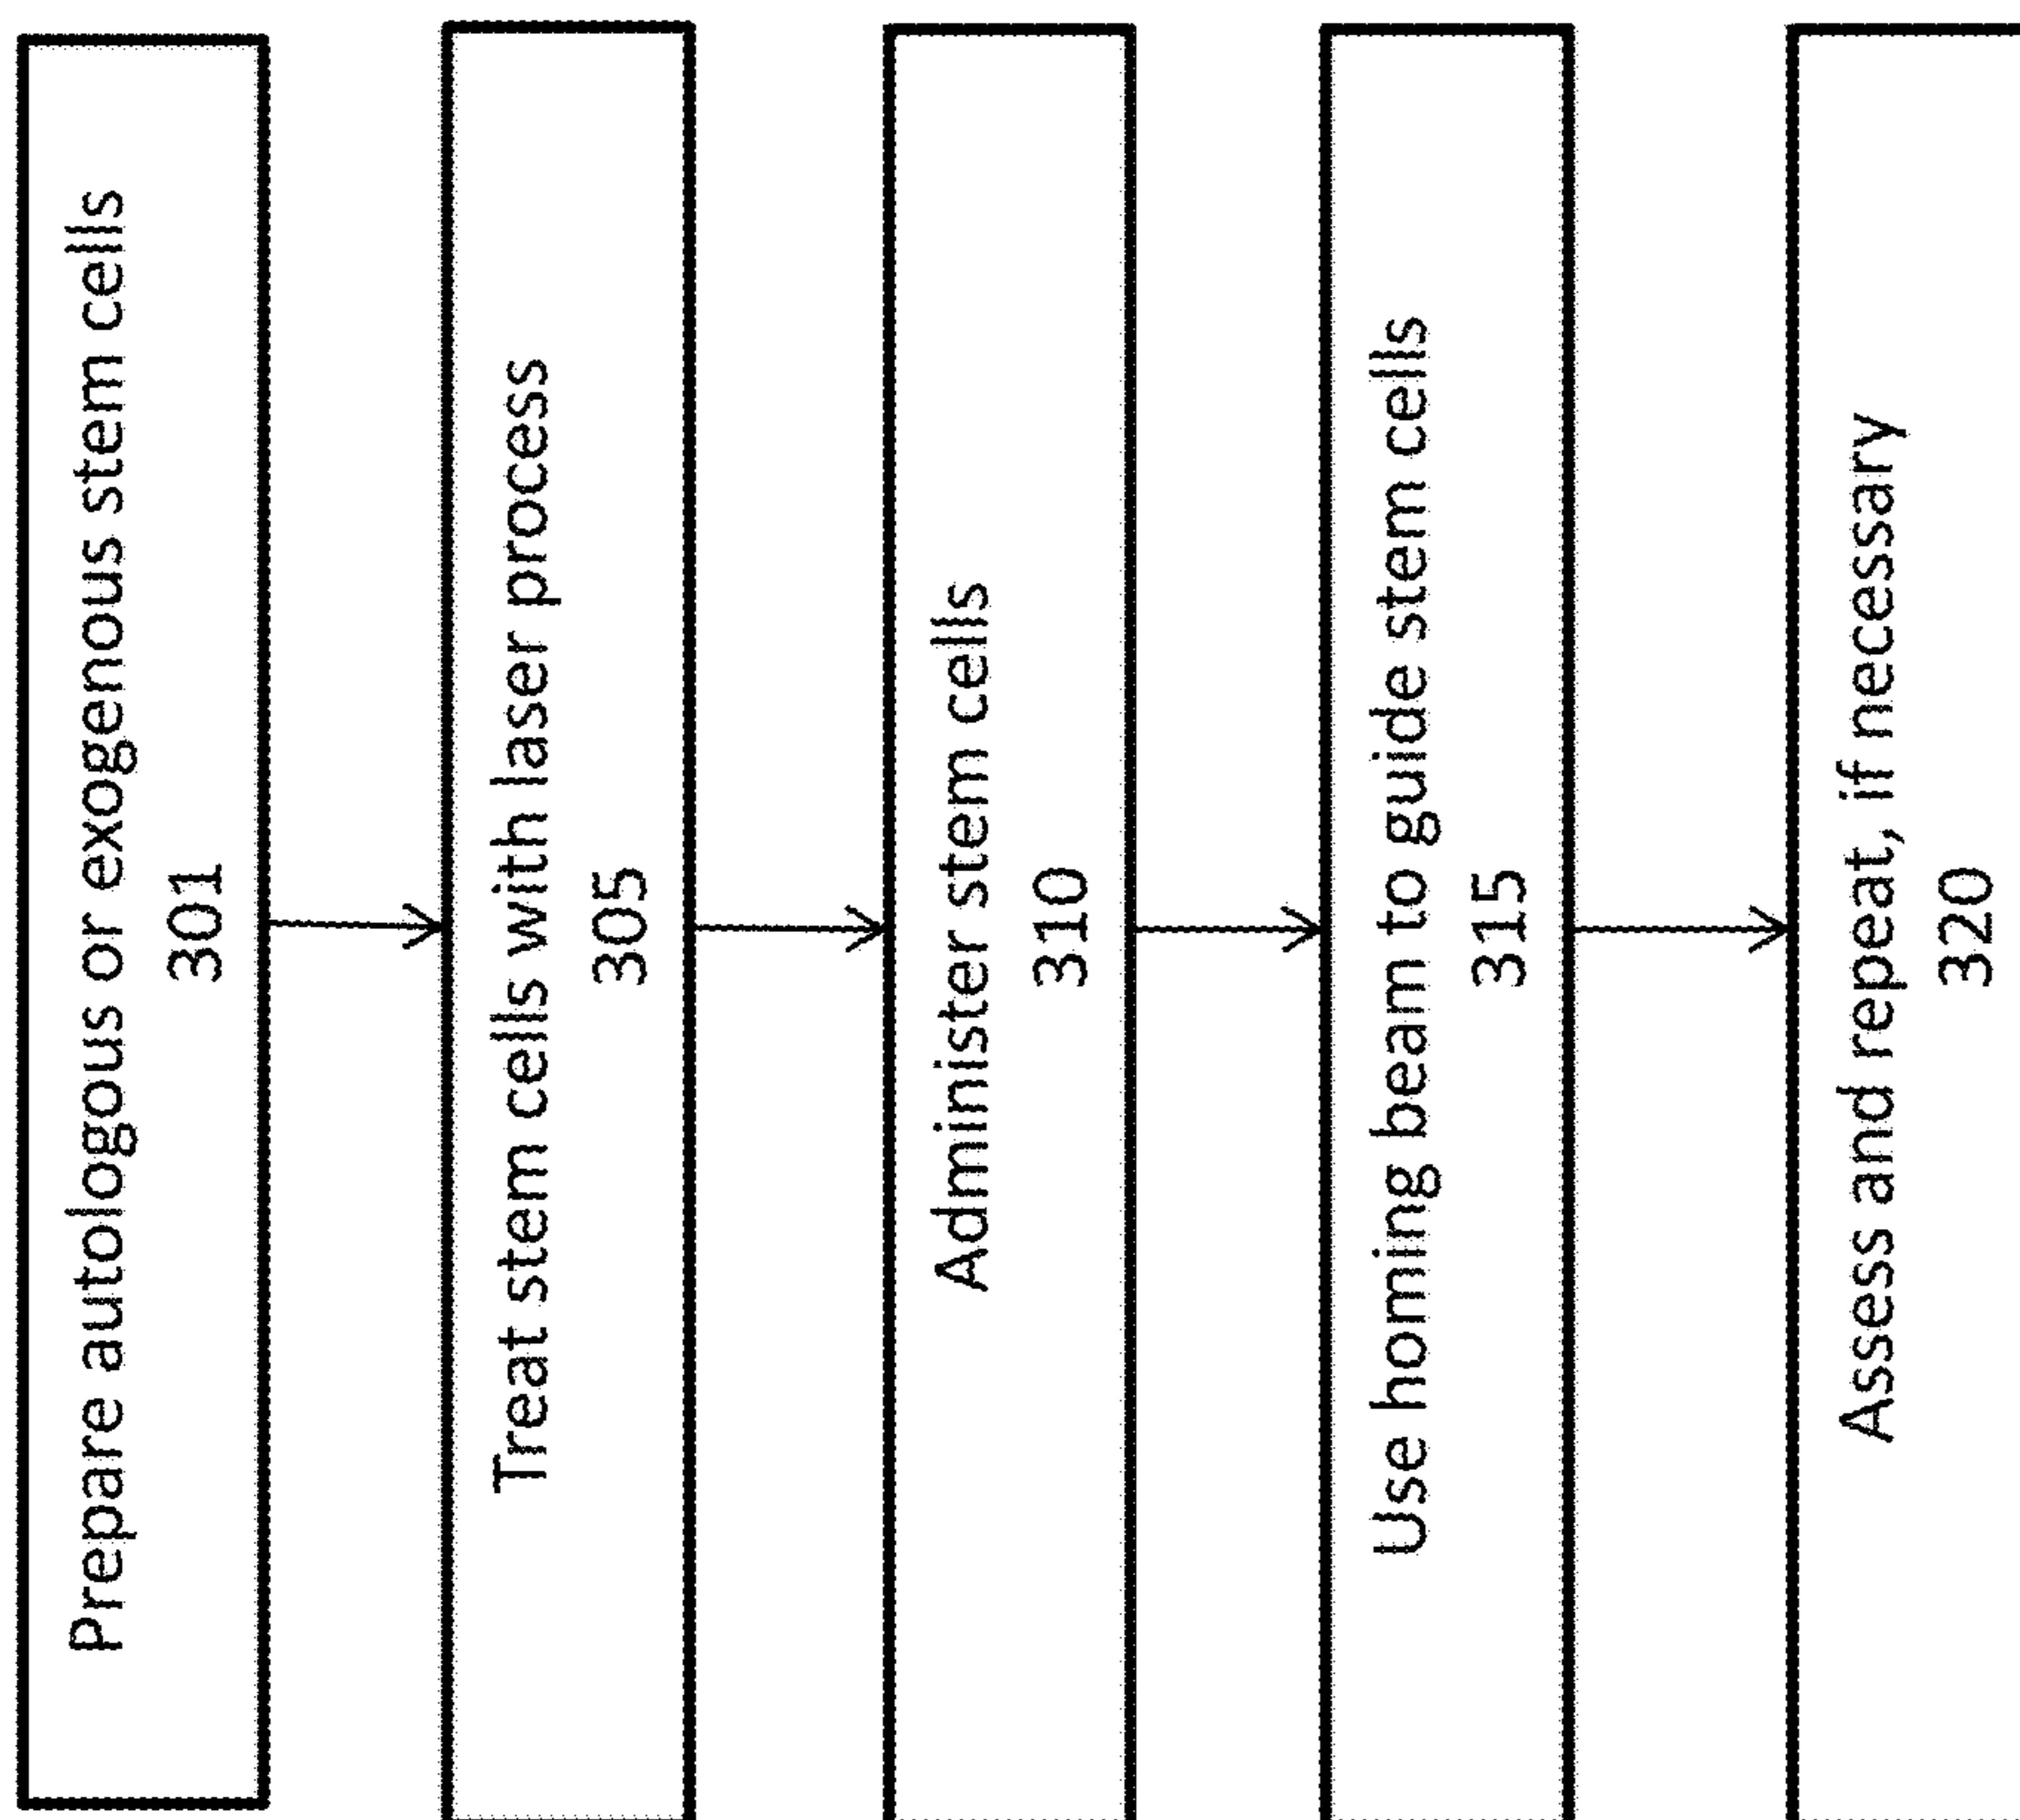 Prepare autologous or exogenous stem cells
301
Treat stem cells with laser process
305
Administer stem cells
310
Use homing beam to guide stem cells
315
Assess and repeat, if necessary
320